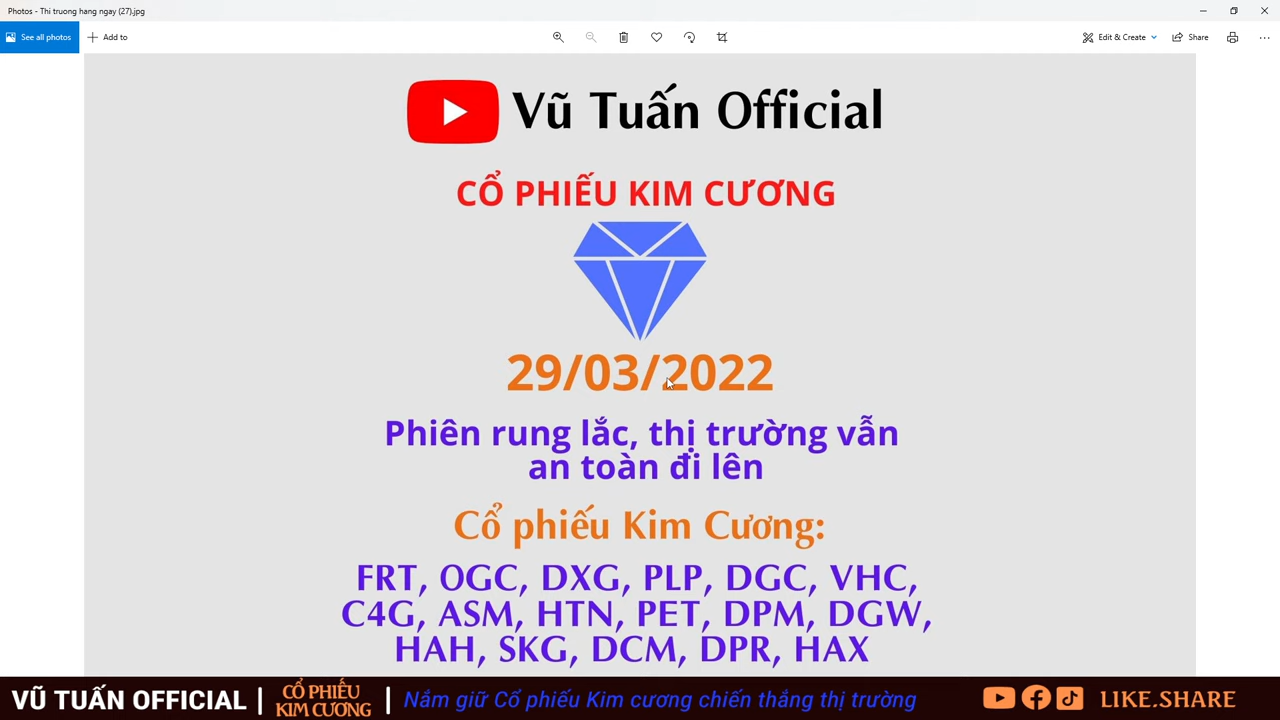 Photos - Thi truong hang ngay (27).jpg
See all photos
Add to
Edit & Create
Share
Vũ Tuấn Official
CỔ PHIẾU KIM CƯƠNG
29/03/2022
Phiên rung lắc, thị trường vẫn
an toàn đi lên
Cổ phiếu Kim Cương:
FRT, OGC, DXG, PLP, DGC, VHC,
C4G, ASM, HTN, PET, DPM, DGW,
HAH, SKG, DCM, DPR, HAX
VŨ TUẤN OFFICIAL
CỔ PHIẾU
KIM CƯƠNG
Nắm giữ Cổ phiếu Kim cương chiến thắng thị trường
LIKE.SHARE